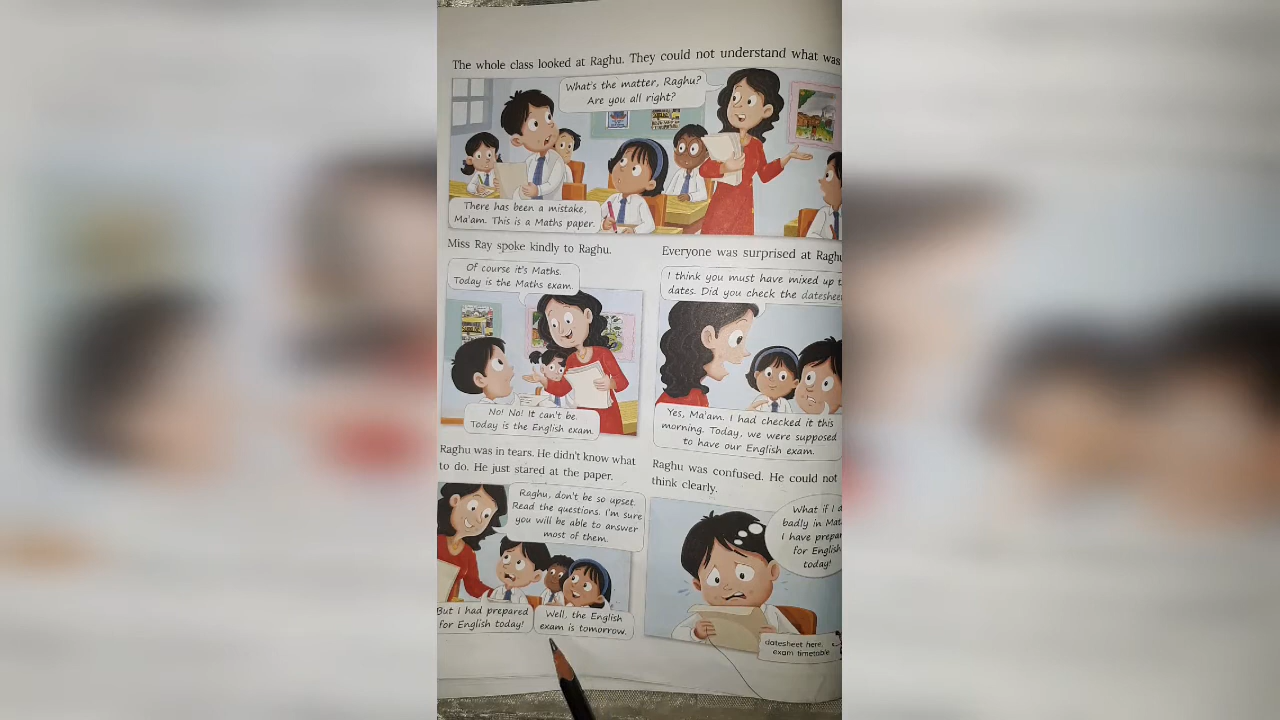 The whole class looked at Raghu. They could not understand what was
What's the matter, Raghu?
Are you all right?
There has been a mistake,
Ma'am. This is a Maths paper.
Miss Ray spoke kindly to Raghu.
Of course it's Maths.
Today is the Maths exam.
No! No! It can't be.
Today is the English exam.
Everyone was surprised at
I think you must have mixed up
dates. Did you check the
Yes, Ma'am. I had checked it this
morning. Today, we were supposed
to have our English exam.
Raghu was in tears. He didn't know what
to do. He just stared at the paper.
Raghu, don't be so upset.
Read the questions. I'm sure
you will be able to answer
most of them.
But I had prepared
for English today!
Well, the English
exam is tomorrow.
Raghu was confused. He could not
think clearly.
What if I
badly in
I have
for English
today!
datesheet here,
exam timetable